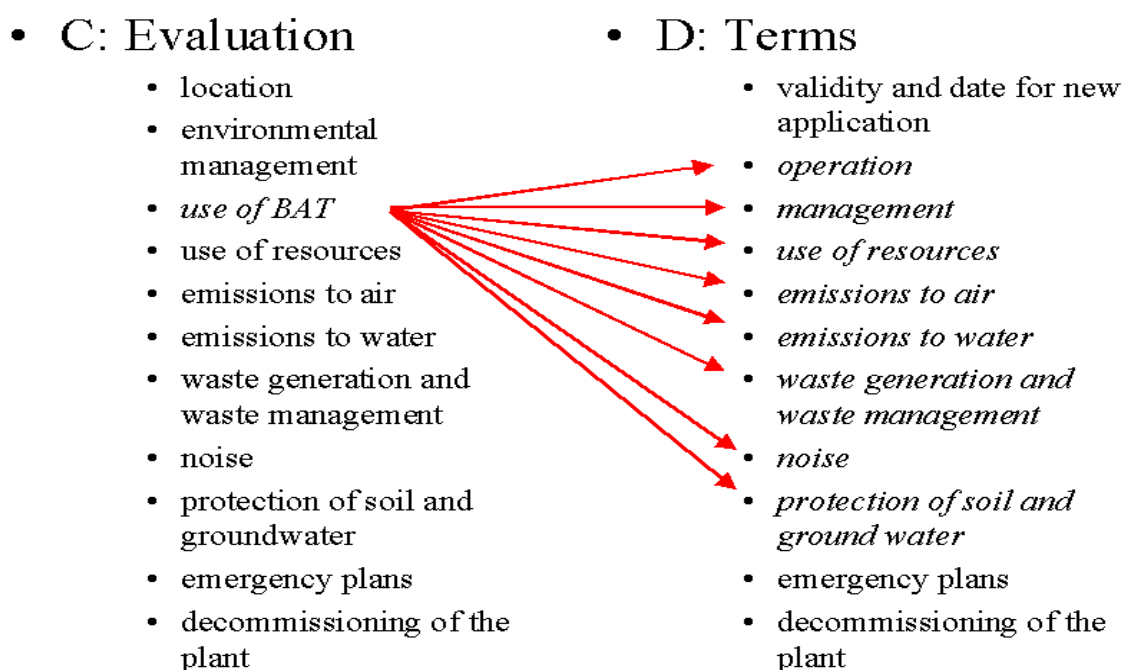 • C: Evaluation
• location
• environmental
management
• use of BAT
• use of resources
• emissions to air
• emissions to water
• waste generation and
waste management
• noise
• protection of soil and
groundwater
• emergency plans
• decommissioning of the
plant
• D: Terms
• validity and date for new
application
• operation
• management
• use of resources
• emissions to air
• emissions to water
• waste generation and
waste management
• noise
• protection of soil and
ground water
• emergency plans
• decommissioning of the
plant